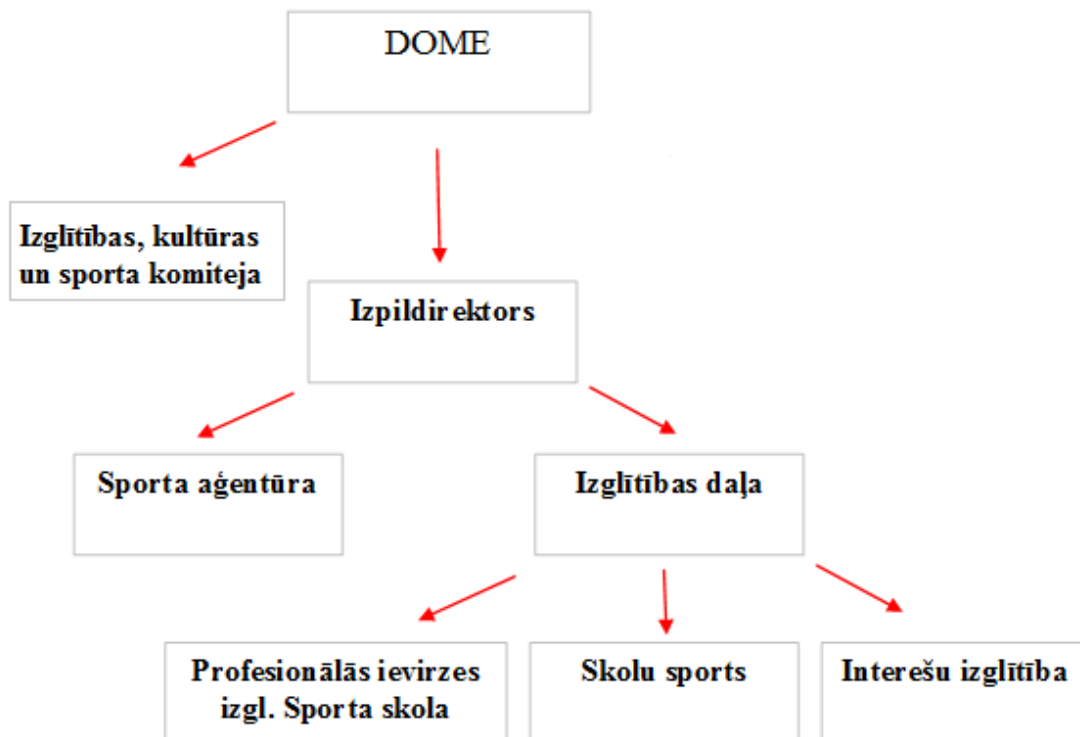 DOME
Izglītības, kultūras
un sporta komiteja
Izpildirektors
Sporta aģentūra
Izglītības daļa
Profesionālās ievirzes
izgl. Sporta skola
Skolu sports
Interešu izglītība